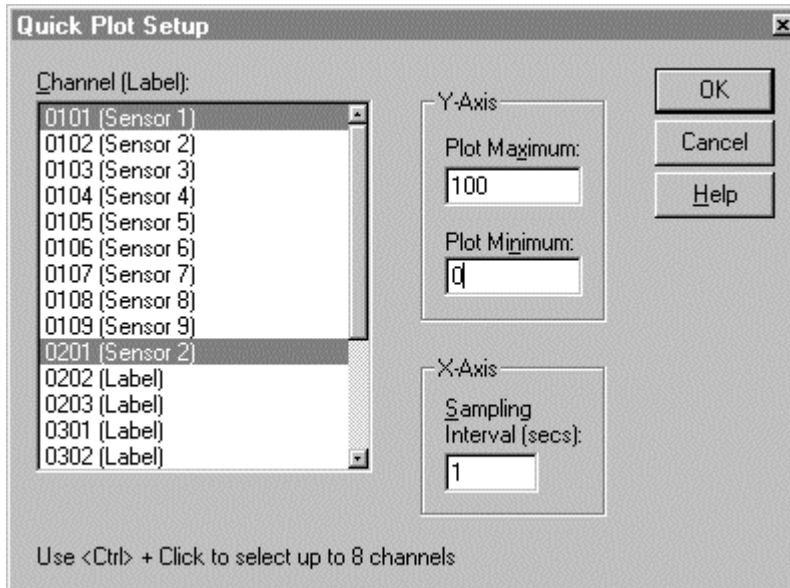 Quick Plot Setup
Channel (Label):
0101 (Sensor 1)
0102 (Sensor 2)
0103 (Sensor 3)
0104 (Sensor 4)
0105 (Sensor 5)
0106 (Sensor 6)
0107 (Sensor 7)
0108 (Sensor 8)
0109 (Sensor 9)
0201 (Sensor 2)
0202 (Label)
0203 (Label)
0301 (Label)
0302 (Label)
Y-Axis
Plot Maximum:
100
Plot Minimum:
0
X-Axis
Sampling
Interval (secs):
1
OK
Cancel
Help
Use <Ctrl> + Click to select up to 8 channels